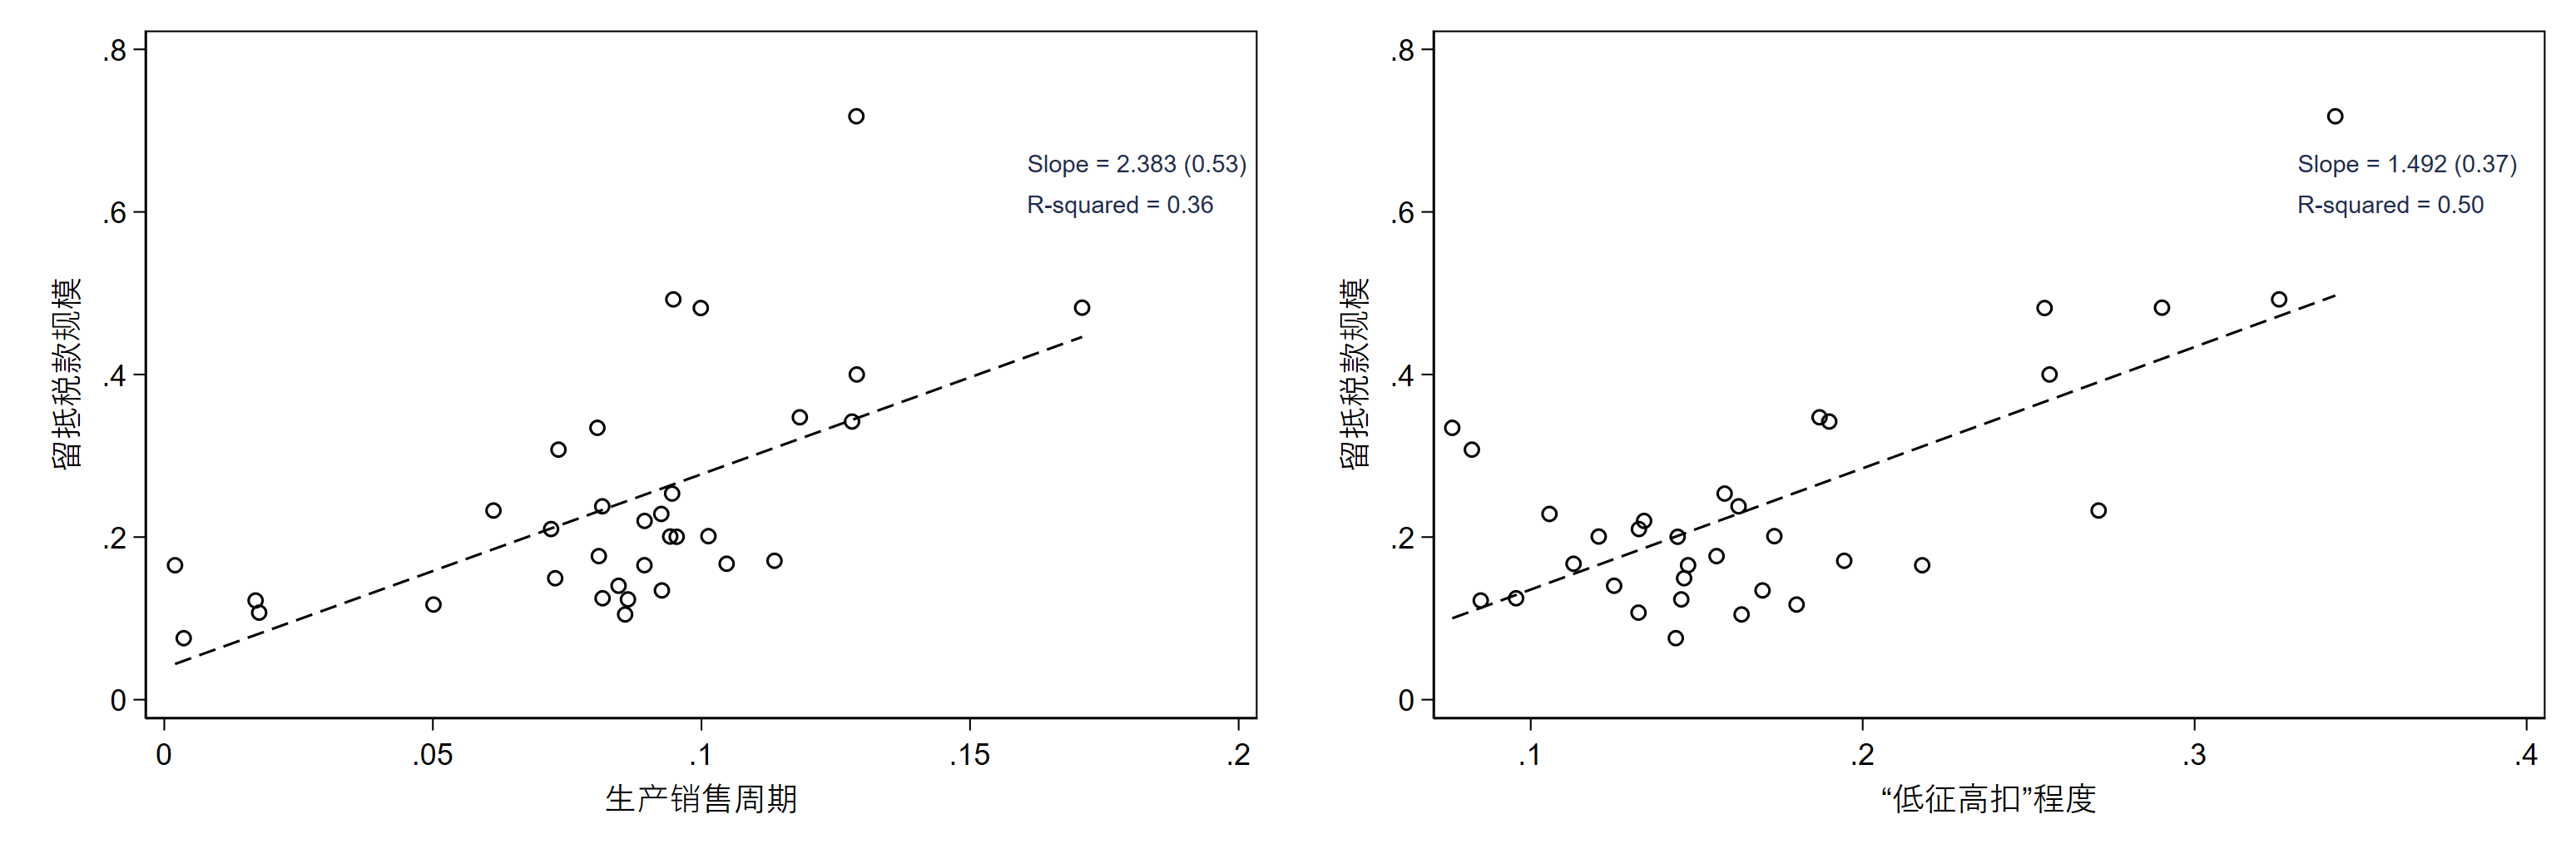 .8
.6
.4
.2
0
留抵税款规模
Slope = 2.383 (0.53)
R-squared = 0.36
0
.05
.1
.15
.2
生产销售周期
.8
.6
.4
.2
0
留抵税款规模
Slope = 1.492 (0.37)
R-squared = 0.50
.1
.2
.3
.4
“低征高扣”程度